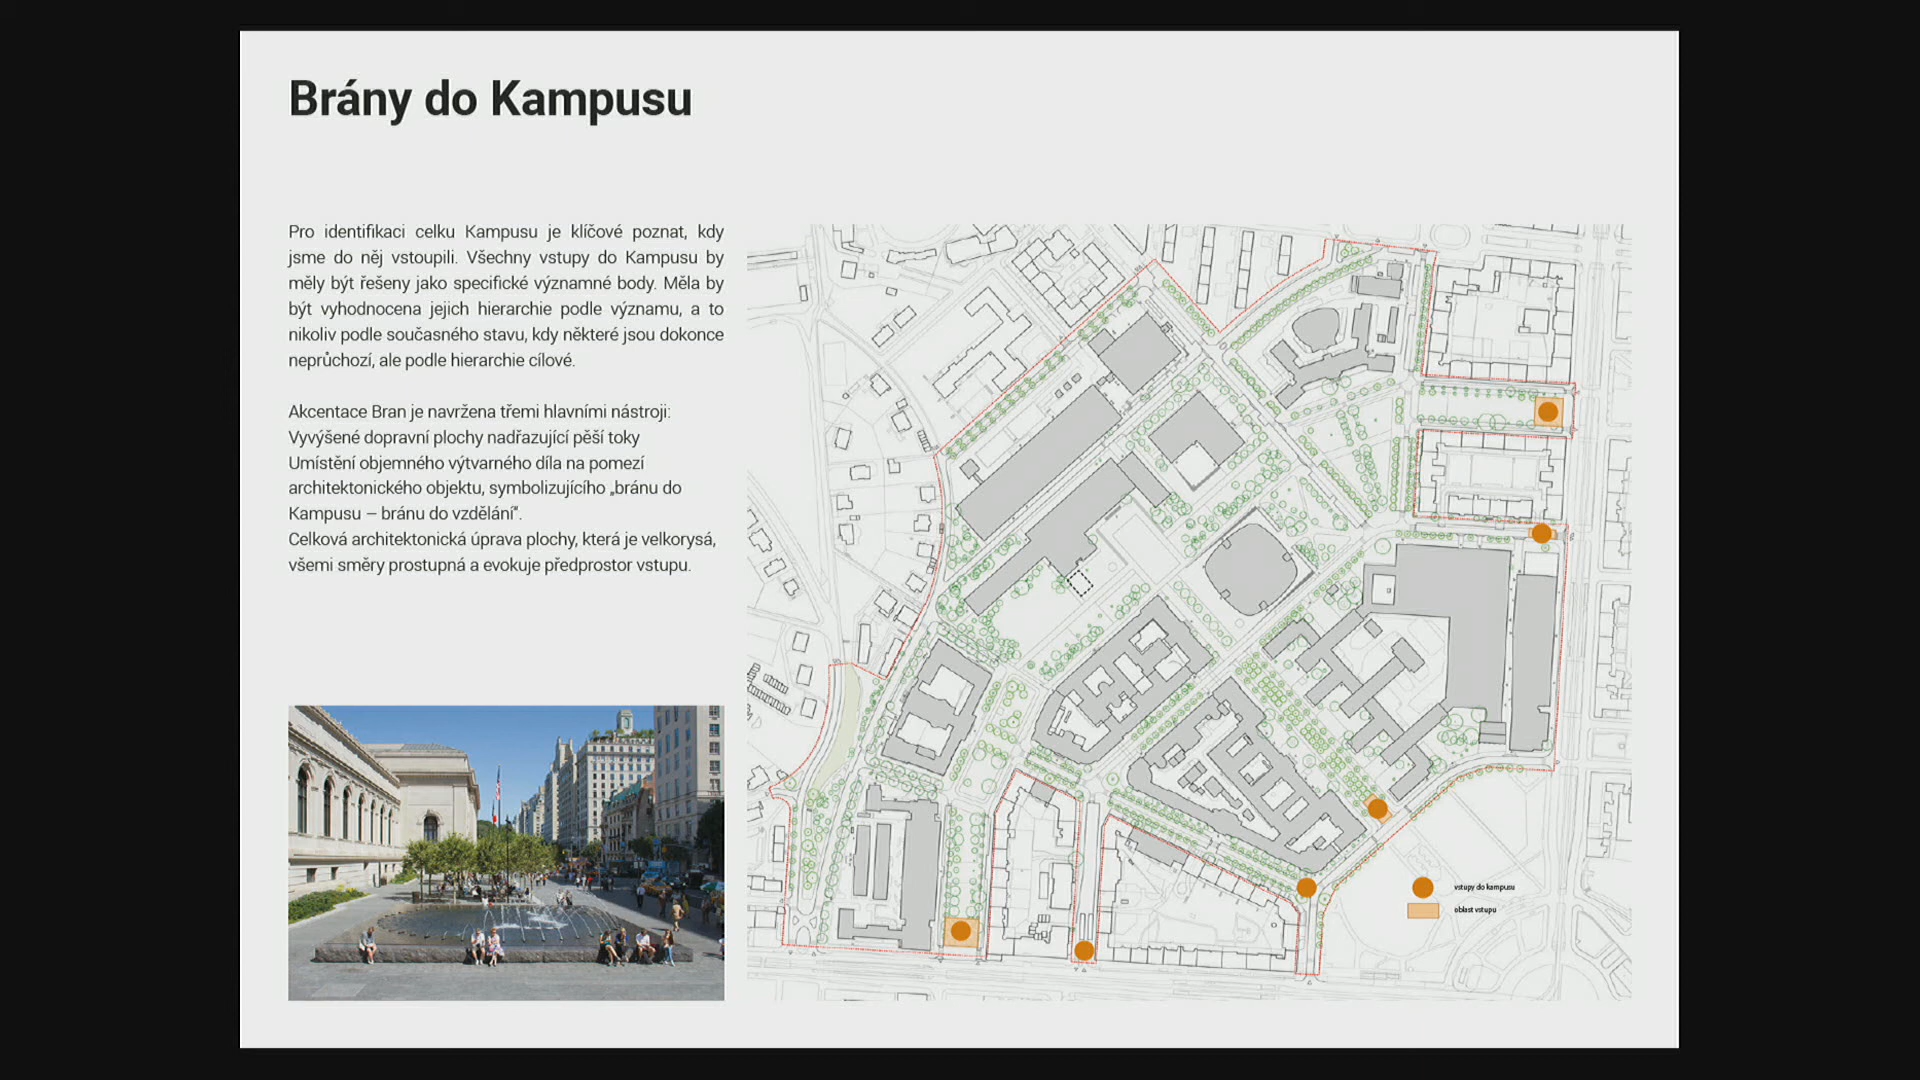 Brány do Kampusu
Pro identifikaci celku Kampusu je klíčové poznat, kdy
jsme do něj vstoupili. Všechny vstupy do Kampusu by
měly být řešeny jako specifické významné body. Měla by
být vyhodnocena jejich hierarchie podle významu, a to
nikoliv podle současného stavu, kdy některé jsou dokonce
neprůchozí, ale podle hierarchie cílové.
Akcentace Bran je navržena třemi hlavními nástroji:
Vyvýšené dopravní plochy nadřazující pěší toky
Umístění objemného výtvarného díla na pomezí
architektonického objektu, symbolizujícího „bránu do
Kampusu – bránu do vzdělání“.
Celková architektonická úprava plochy, která je velkorysá,
všemi směry prostupná a evokuje předprostor vstupu.
vstupy do kampusu
oblast vstupu